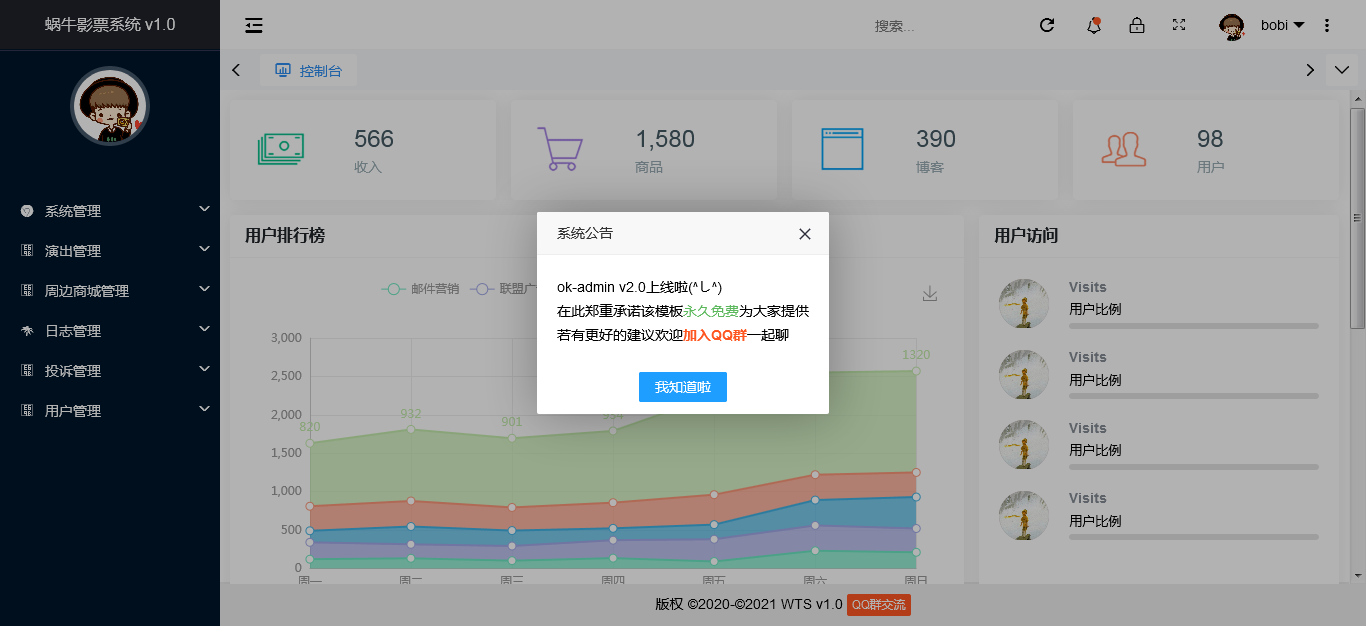 蜗牛影票系统 v1.0
搜索...
bobi
控制台
系统管理
演出管理
周边商城管理
日志管理
投诉管理
用户管理
566
收入
1,580
商品
390
博客
98
用户
用户排行榜
邮件营销
联盟广
3,000
2,500
2,000
1,500
1,000
500
0
820
932
901
934
1320
周一
周二
周三
周四
周五
周六
周日
系统公告
ok-admin v2.0上线啦(^し^)
在此郑重承诺该模板永久免费为大家提供
若有更好的建议欢迎加入QQ群一起聊
我知道啦
用户访问
Visits
用户比例
Visits
用户比例
Visits
用户比例
Visits
用户比例
版权 ©2020-©2021 WTS v1.0 QQ群交流